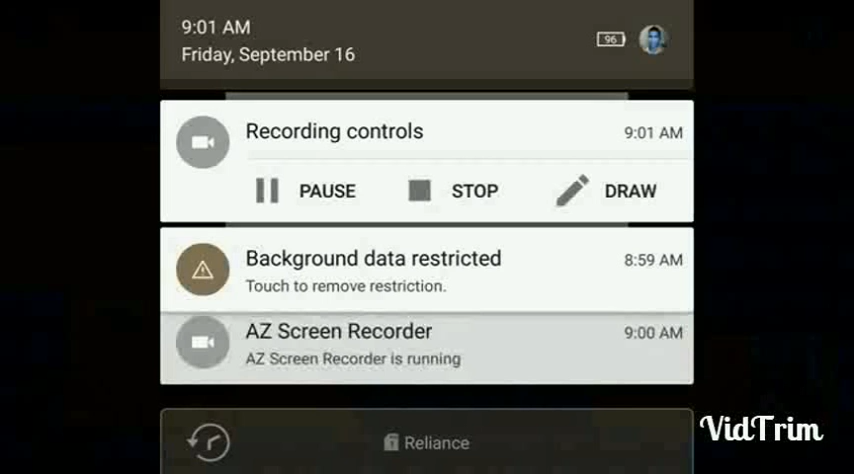 9:01 AM
Friday, September 16
96
Recording controls 9:01 AM
PAUSE STOP DRAW
Background data restricted 8:59 AM
Touch to remove restriction.
AZ Screen Recorder 9:00 AM
AZ Screen Recorder is running
Reliance
VidTrim